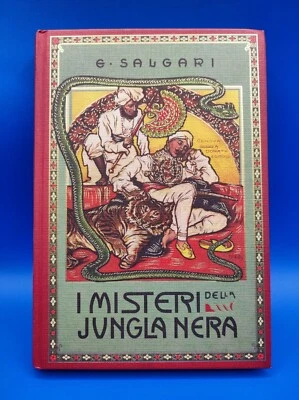 E · SALGARI
I MISTERI DELLA
JUNGLA NERA